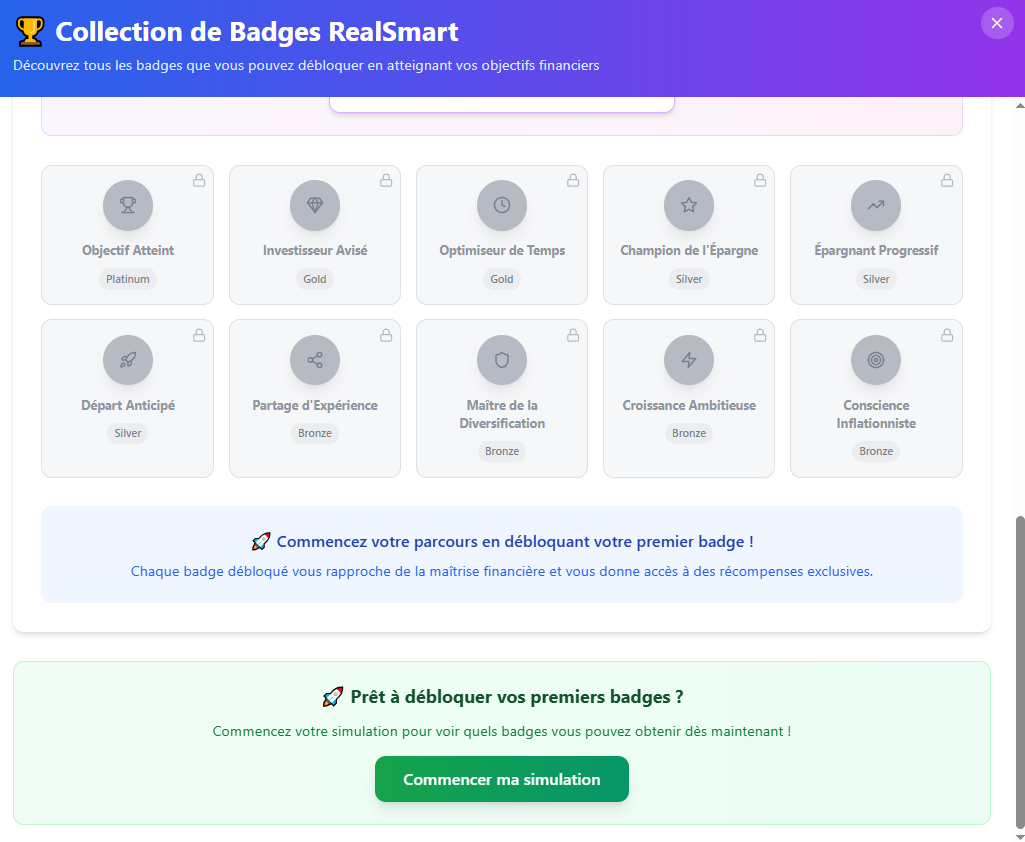 🏆 Collection de Badges RealSmart
Découvrez tous les badges que vous pouvez débloquer en atteignant vos objectifs financiers
Objectif Atteint
Platinum
Investisseur Avisé
Gold
Optimiseur de Temps
Gold
Champion de l'Épargne
Silver
Épargnant Progressif
Silver
Départ Anticipé
Silver
Partage d'Expérience
Bronze
Maître de la
Diversification
Bronze
Croissance Ambitieuse
Bronze
Conscience
Inflationniste
Bronze
🚀 Commencez votre parcours en débloquant votre premier badge !
Chaque badge débloqué vous rapproche de la maîtrise financière et vous donne accès à des récompenses exclusives.
🚀 Prêt à débloquer vos premiers badges ?
Commencez votre simulation pour voir quels badges vous pouvez obtenir dès maintenant !
Commencer ma simulation